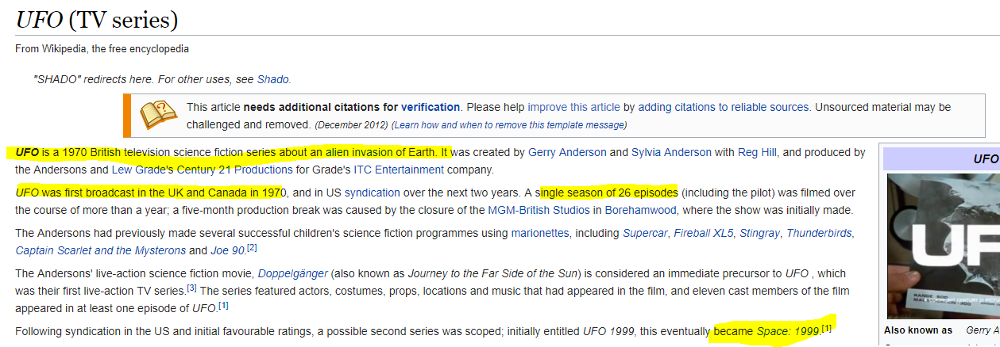 UFO (TV series)
From Wikipedia, the free encyclopedia
"SHADO" redirects here. For other uses, see Shado.
This article needs additional citations for verification. Please help improve this article by adding citations to reliable sources. Unsourced material may be
challenged and removed. (December 2012) (Learn how and when to remove this template message)
UFO is a 1970 British television science fiction series about an alien invasion of Earth. It was created by Gerry Anderson and Sylvia Anderson with Reg Hill, and produced by
the Andersons and Lew Grade's Century 21 Productions for Grade's ITC Entertainment company.
UFO was first broadcast in the UK and Canada in 1970, and in US syndication over the next two years. A single season of 26 episodes (including the pilot) was filmed over
the course of more than a year; a five-month production break was caused by the closure of the MGM-British Studios in Borehamwood, where the show was initially made.
The Andersons had previously made several successful children's science fiction programmes using marionettes, including Supercar, Fireball XL5, Stingray, Thunderbirds,
Captain Scarlet and the Mysterons and Joe 90.[2]
The Andersons' live-action science fiction movie, Doppelgänger (also known as Journey to the Far Side of the Sun) is considered an immediate precursor to UFO , which
was their first live-action TV series.[3] The series featured actors, costumes, props, locations and music that had appeared in the film, and eleven cast members of the film
appeared in at least one episode of UFO.[1]
Following syndication in the US and initial favourable ratings, a possible second series was scoped; initially entitled UFO 1999, this eventually became Space: 1999.[1]
UFO
UF
Also known as Gerry A